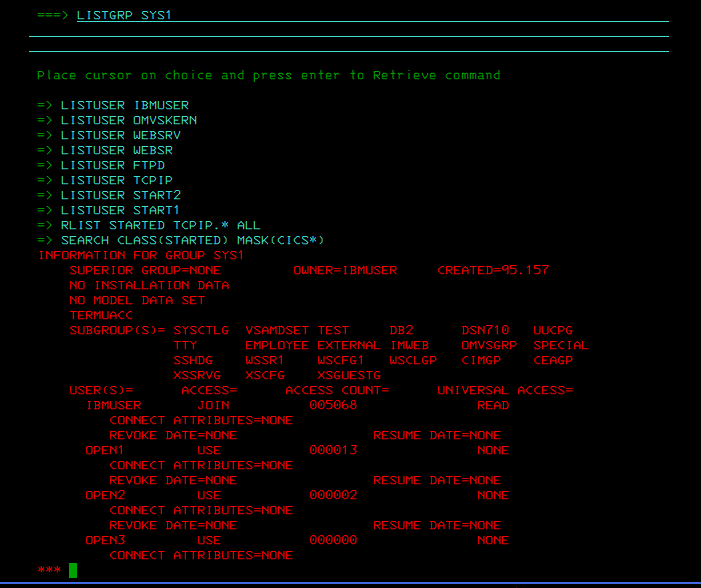 ===> LISTGRP SYS1
Place cursor on choice and press enter to Retrieve command
=> LISTUSER IBMUSER
=> LISTUSER OMVSKERN
=> LISTUSER WEBSRV
=> LISTUSER WEBSR
=> LISTUSER FTPD
=> LISTUSER TCPIP
=> LISTUSER START2
=> LISTUSER START1
=> RLIST STARTED TCPIP.* ALL
=> SEARCH CLASS(STARTED) MASK(CICS*)
INFORMATION FOR GROUP SYS1
SUPERIOR GROUP=NONE OWNER=IBMUSER CREATED=95.157
NO INSTALLATION DATA
NO MODEL DATA SET
TERMUACC
SUBGROUP(S)= SYSCTLG VSAMDSET TEST DB2 DSN710 UUCPG
TTY EMPLOYEE EXTERNAL IMWEB OMVSGRP SPECIAL
SSHDG WSSR1 WSCFG1 WSCLGP CIMGP CEAGP
XSSRVG XSCFG XSGUESTG
USER(S)= ACCESS= ACCESS COUNT= UNIVERSAL ACCESS=
IBMUSER JOIN 005068 READ
CONNECT ATTRIBUTES=NONE
REVOKE DATE=NONE RESUME DATE=NONE
OPEN1 USE 000013 NONE
CONNECT ATTRIBUTES=NONE
REVOKE DATE=NONE RESUME DATE=NONE
OPEN2 USE 000002 NONE
CONNECT ATTRIBUTES=NONE
REVOKE DATE=NONE RESUME DATE=NONE
OPEN3 USE 000000 NONE
CONNECT ATTRIBUTES=NONE
***